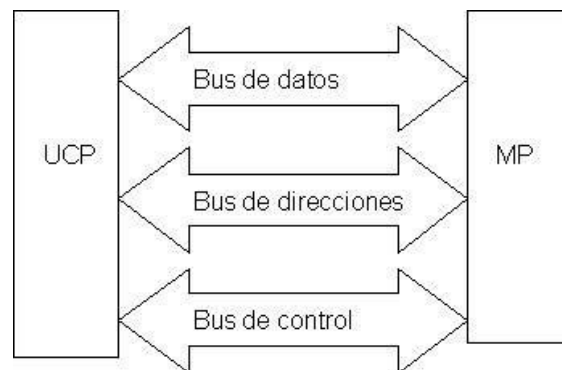 Bus de datos
UCP
MP
Bus de direcciones
Bus de control